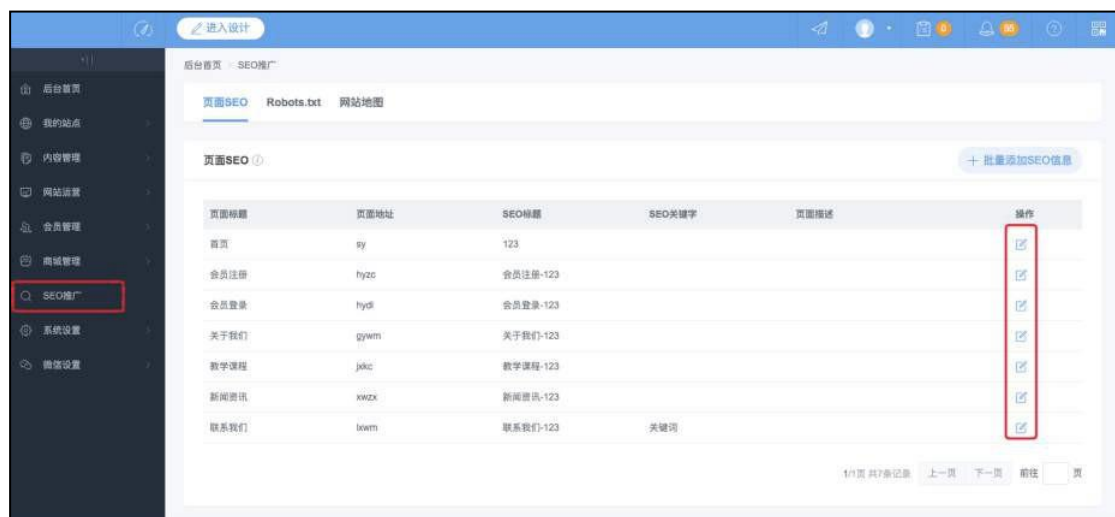 进入设计
0
55
后台首页 SEO推广
后台首页
我的站点
内容管理
网站运营
会员管理
商城管理
SEO推广
系统设置
微信设置
页面SEO Robots.txt 网站地图
页面SEO
+ 批量添加SEO信息
页面标题 页面地址 SEO标题 SEO关键字 页面描述 操作
首页 sy 123
会员注册 hyzc 会员注册-123
会员登录 hydl 会员登录-123
关于我们 gywm 关于我们-123
教学课程 jxkc 教学课程-123
新闻资讯 xwzx 新闻资讯-123
联系我们 lxwm 联系我们-123 关键词
1/1页 共7条记录 上一页 下一页 前往 页